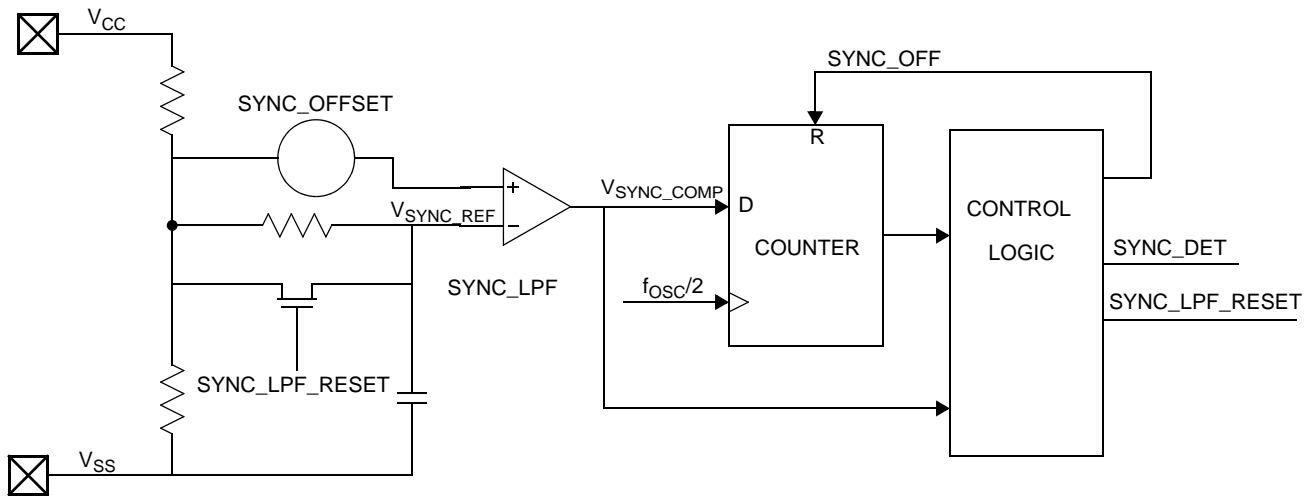 VCC
SYNC_OFF
SYNC_OFFSET
R
+
VSYNC_COMP
D
VSYNC_REF
−
COUNTER
CONTROL
LOGIC
SYNC_DET
SYNC_LPF
fOSC/2
SYNC_LPF_RESET
SYNC_LPF_RESET
VSS